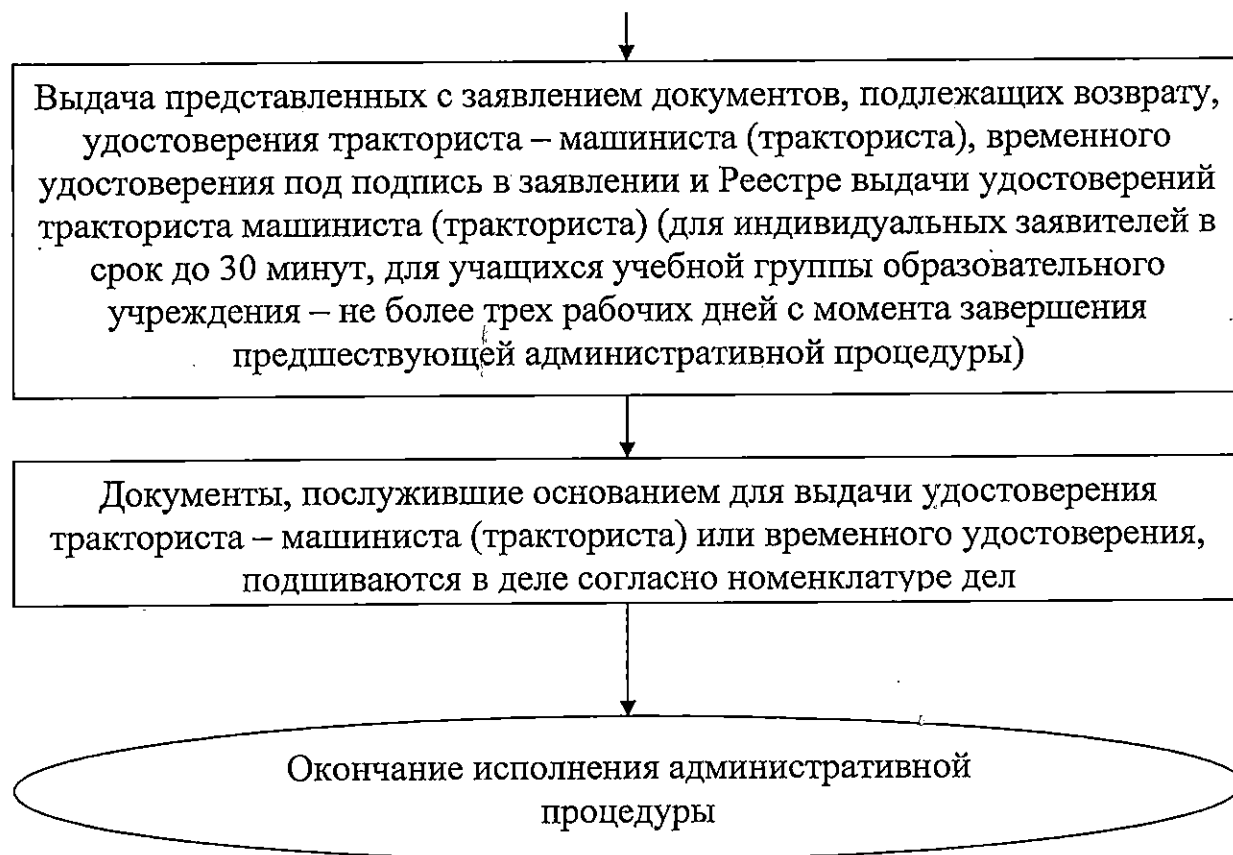 Выдача представленных с заявлением документов, подлежащих возврату,
удостоверения тракториста – машиниста (тракториста), временного
удостоверения под подпись в заявлении и Реестре выдачи удостоверений
тракториста машиниста (тракториста) (для индивидуальных заявителей в
срок до 30 минут, для учащихся учебной группы образовательного
учреждения – не более трех рабочих дней с момента завершения
предшествующей административной процедуры)
Документы, послужившие основанием для выдачи удостоверения
тракториста – машиниста (тракториста) или временного удостоверения,
подшиваются в деле согласно номенклатуре дел
Окончание исполнения административной
процедуры